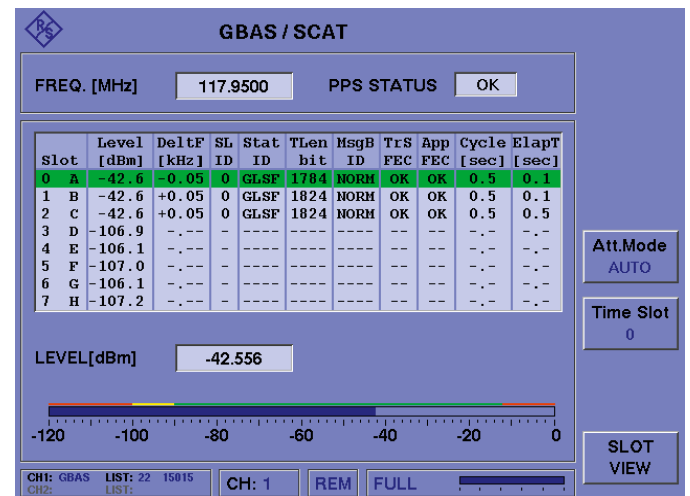 R&S
GBAS / SCAT
FREQ. [MHz] 117.9500 PPS STATUS OK
Level DeltF SL Stat TLen MsgB TrS App Cycle ElapT
Slot [dBm] [kHz] ID ID bit ID FEC FEC [sec] [sec]
0 A -42.6 -0.05 0 GLSF 1784 NORM OK OK 0.5 0.1
1 B -42.6 +0.05 0 GLSF 1824 NORM OK OK 0.5 0.1
2 C -42.6 +0.05 0 GLSF 1824 NORM OK OK 0.5 0.5
3 D -106.9 -.-- - ---- ---- ---- -- -- -.- -.-
4 E -106.1 -.-- - ---- ---- ---- -- -- -.- -.-
5 F -107.0 -.-- - ---- ---- ---- -- -- -.- -.-
6 G -106.1 -.-- - ---- ---- ---- -- -- -.- -.-
7 H -107.2 -.-- - ---- ---- ---- -- -- -.- -.-
Att.Mode
AUTO
Time Slot
0
LEVEL[dBm] -42.556
-120 -100 -80 -60 -40 -20 0
SLOT
VIEW
CH1: GBAS LIST: 22 15015
CH2: LIST:
CH: 1 REM FULL